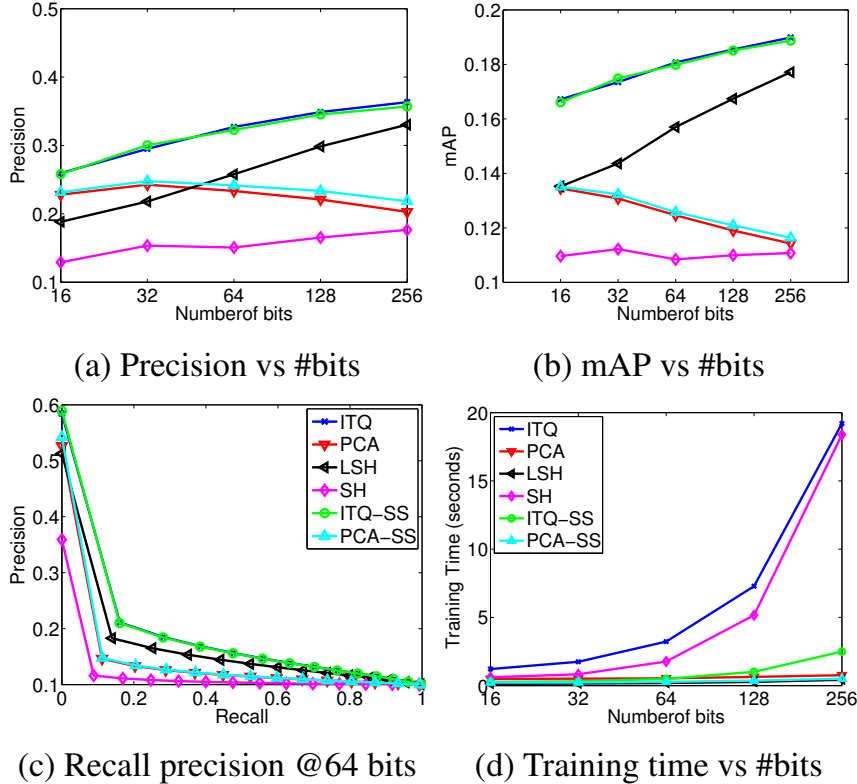 0.5
0.4
0.3
0.2
0.1
16 32 64 128 256
Precision
Numberof bits
(a) Precision vs #bits
0.2
0.18
0.16
0.14
0.12
0.1
16 32 64 128 256
mAP
Numberof bits
(b) mAP vs #bits
0.6
0.5
0.4
0.3
0.2
0.1
0 0.2 0.4 0.6 0.8 1
Precision
Recall
ITQ
PCA
LSH
SH
ITQ-SS
PCA-SS
(c) Recall precision @64 bits
20
15
10
5
0
16 32 64 128 256
Training Time (seconds)
Numberof bits
ITQ
PCA
LSH
SH
ITQ-SS
PCA-SS
(d) Training time vs #bits